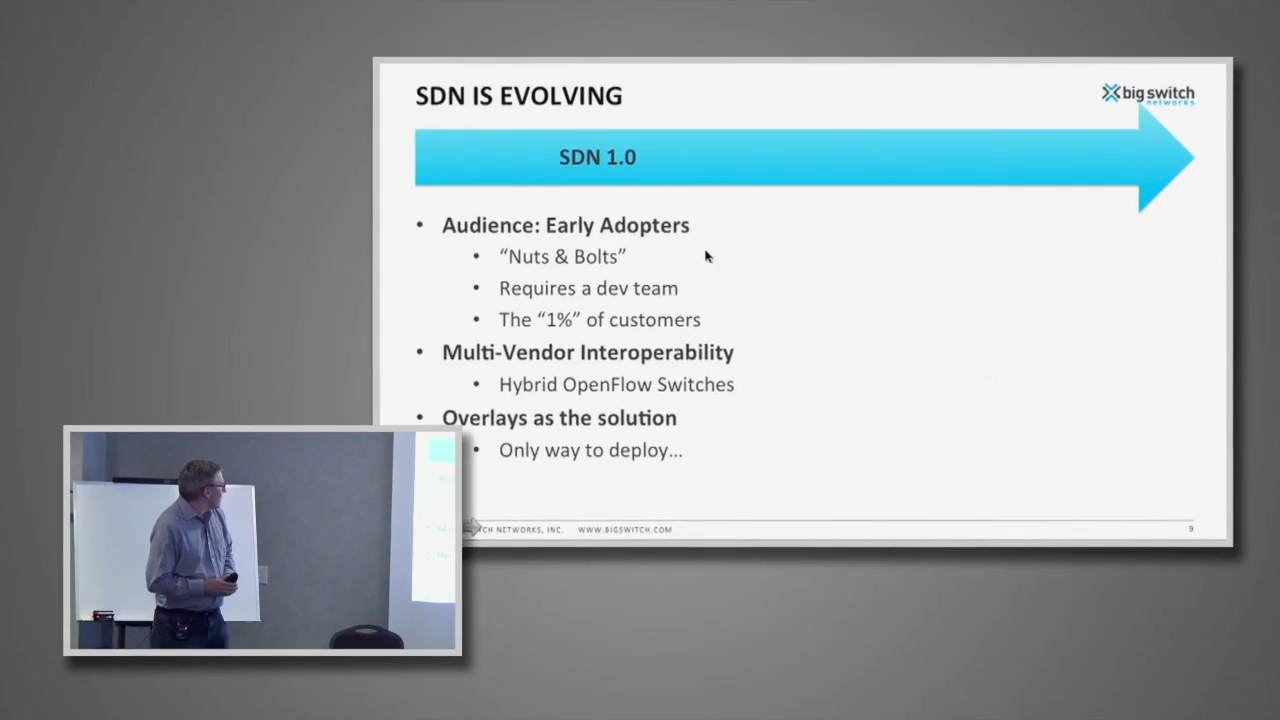 SDN IS EVOLVING
big switch
networks
SDN 1.0
• Audience: Early Adopters
• “Nuts & Bolts”
• Requires a dev team
• The “1%” of customers
• Multi-Vendor Interoperability
• Hybrid OpenFlow Switches
• Overlays as the solution
• Only way to deploy...
CH NETWORKS, INC. WWW.BIGSWITCH.COM 9